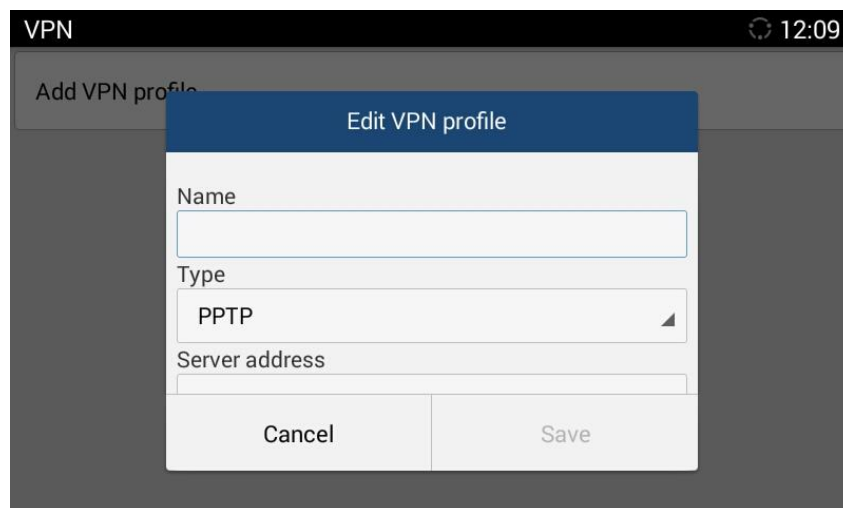 VPN 12:09
Add VPN profile
Edit VPN profile
Name
Type
PPTP
Server address
Cancel Save